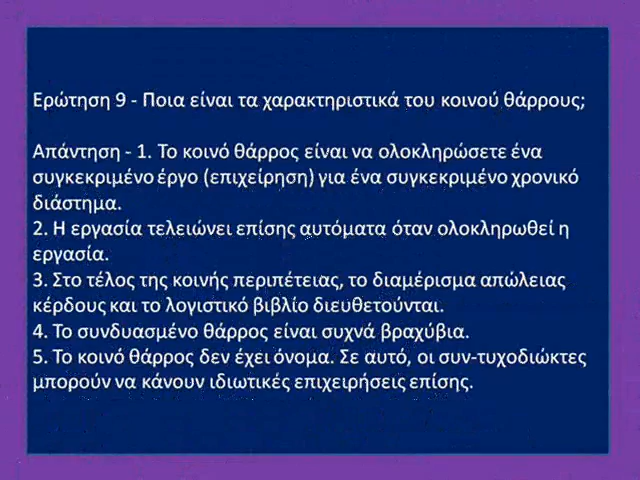 Ερώτηση 9 - Ποια είναι τα χαρακτηριστικά του κοινού θάρρους;
Απάντηση - 1. Το κοινό θάρρος είναι να ολοκληρώσετε ένα
συγκεκριμένο έργο (επιχείρηση) για ένα συγκεκριμένο χρονικό
διάστημα.
2. Η εργασία τελειώνει επίσης αυτόματα όταν ολοκληρωθεί η
εργασία.
3. Στο τέλος της κοινής περιπέτειας, το διαμέρισμα απώλειας
κέρδους και το λογιστικό βιβλίο διευθετούνται.
4. Το συνδυασμένο θάρρος είναι συχνά βραχύβια.
5. Το κοινό θάρρος δεν έχει όνομα. Σε αυτό, οι συν-τυχοδιώκτες
μπορούν να κάνουν ιδιωτικές επιχειρήσεις επίσης.